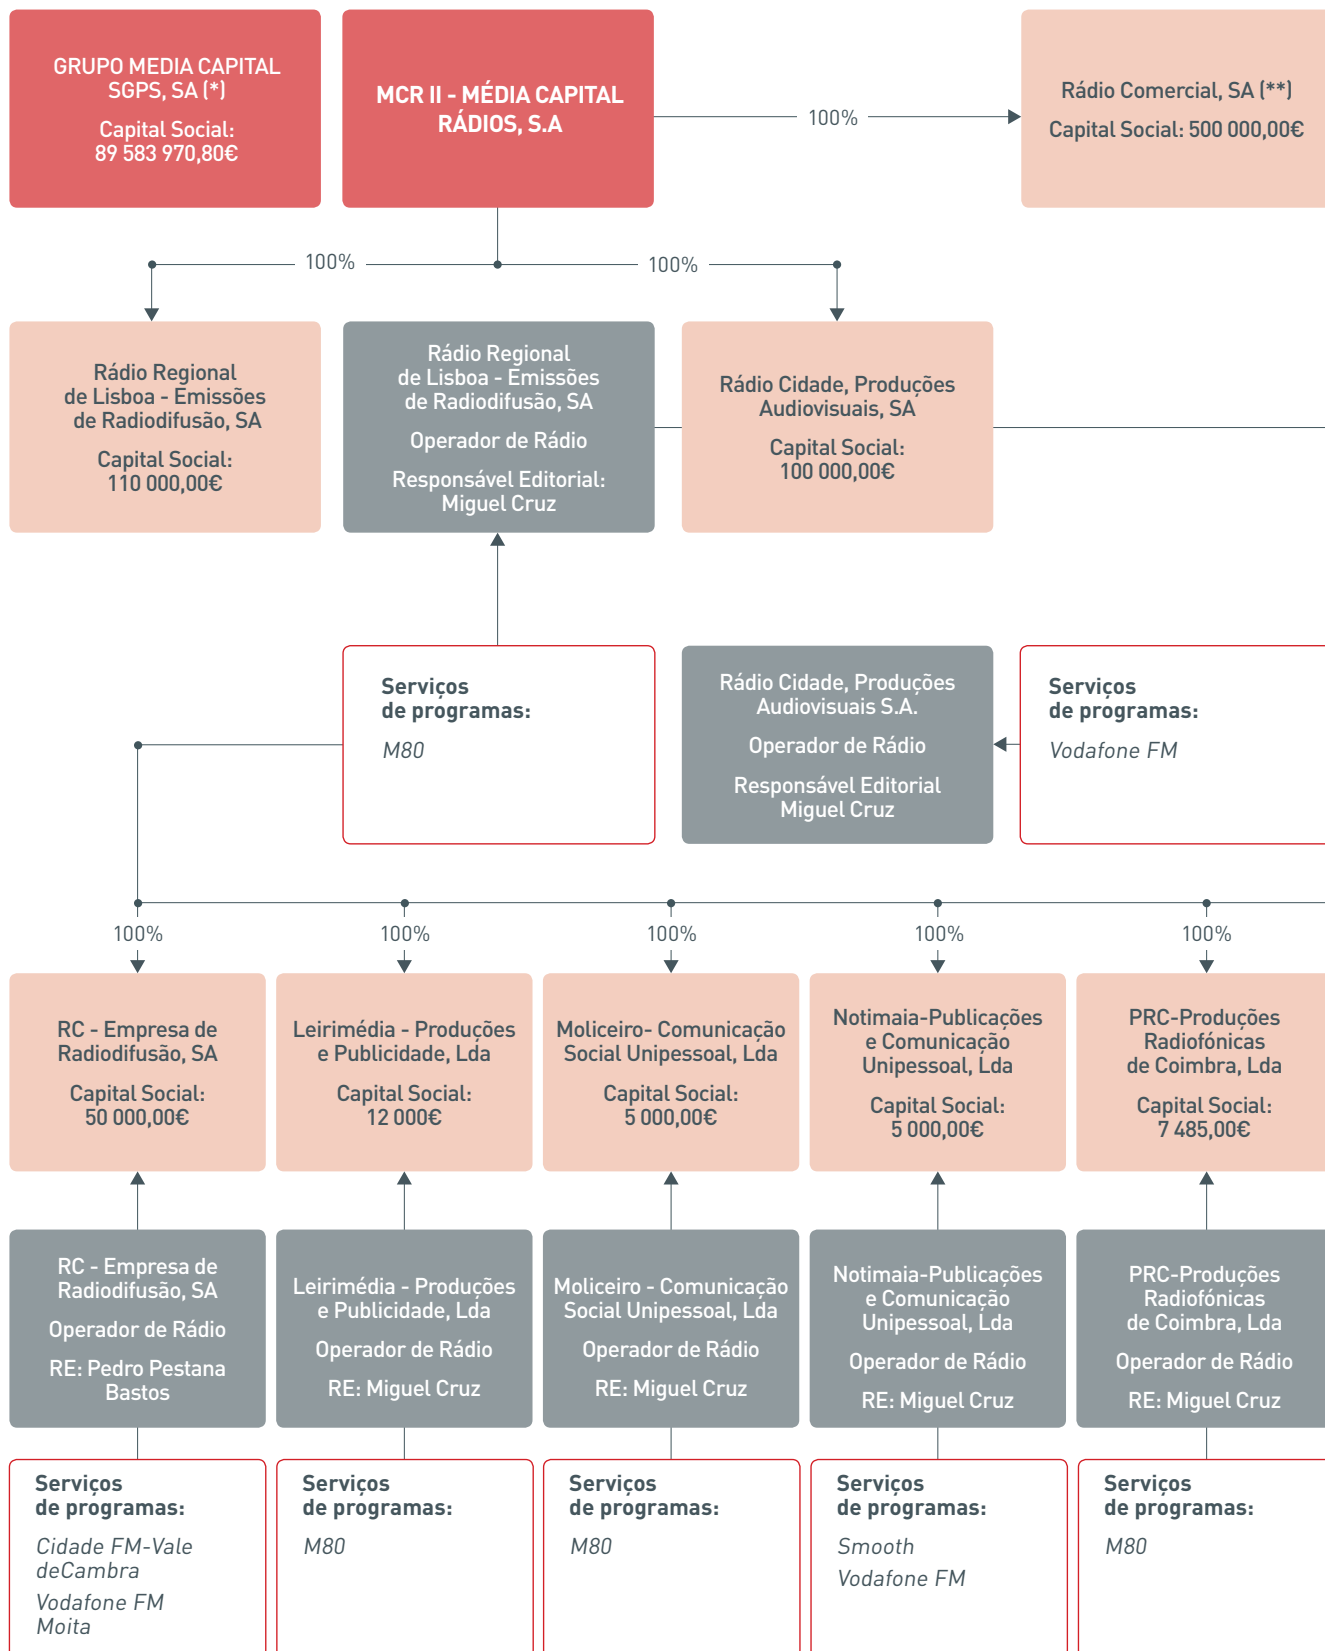 GRUPO MEDIA CAPITAL
SGPS, SA (*)
Capital Social:
89 583 970,80€
MCR II - MÉDIA CAPITAL
RÁDIOS, S.A
100%
Rádio Comercial, SA (**)
Capital Social: 500 000,00€
100%
100%
Rádio Regional
de Lisboa - Emissões
de Radiodifusão, SA
Capital Social:
110 000,00€
Rádio Regional
de Lisboa - Emissões
de Radiodifusão, SA
Operador de Rádio
Responsável Editorial:
Miguel Cruz
Rádio Cidade, Produções
Audiovisuais, SA
Capital Social:
100 000,00€
Serviços
de programas:
M80
Rádio Cidade, Produções
Audiovisuais S.A.
Operador de Rádio
Responsável Editorial
Miguel Cruz
Serviços
de programas:
Vodafone FM
100%
100%
100%
100%
100%
RC - Empresa de
Radiodifusão, SA
Capital Social:
50 000,00€
Leirimédia - Produções
e Publicidade, Lda
Capital Social:
12 000€
Moliceiro- Comunicação
Social Unipessoal, Lda
Capital Social:
5 000,00€
Notimaia-Publicações
e Comunicação
Unipessoal, Lda
Capital Social:
5 000,00€
PRC-Produções
Radiofónicas
de Coimbra, Lda
Capital Social:
7 485,00€
RC - Empresa de
Radiodifusão, SA
Operador de Rádio
RE: Pedro Pestana
Bastos
Leirimédia - Produções
e Publicidade, Lda
Operador de Rádio
RE: Miguel Cruz
Moliceiro - Comunicação
Social Unipessoal, Lda
Operador de Rádio
RE: Miguel Cruz
Notimaia-Publicações
e Comunicação
Unipessoal, Lda
Operador de Rádio
RE: Miguel Cruz
PRC-Produções
Radiofónicas
de Coimbra, Lda
Operador de Rádio
RE: Miguel Cruz
Serviços
de programas:
Cidade FM-Vale
deCambra
Vodafone FM
Moita
Serviços
de programas:
M80
Serviços
de programas:
M80
Serviços
de programas:
Smooth
Vodafone FM
Serviços
de programas:
M80